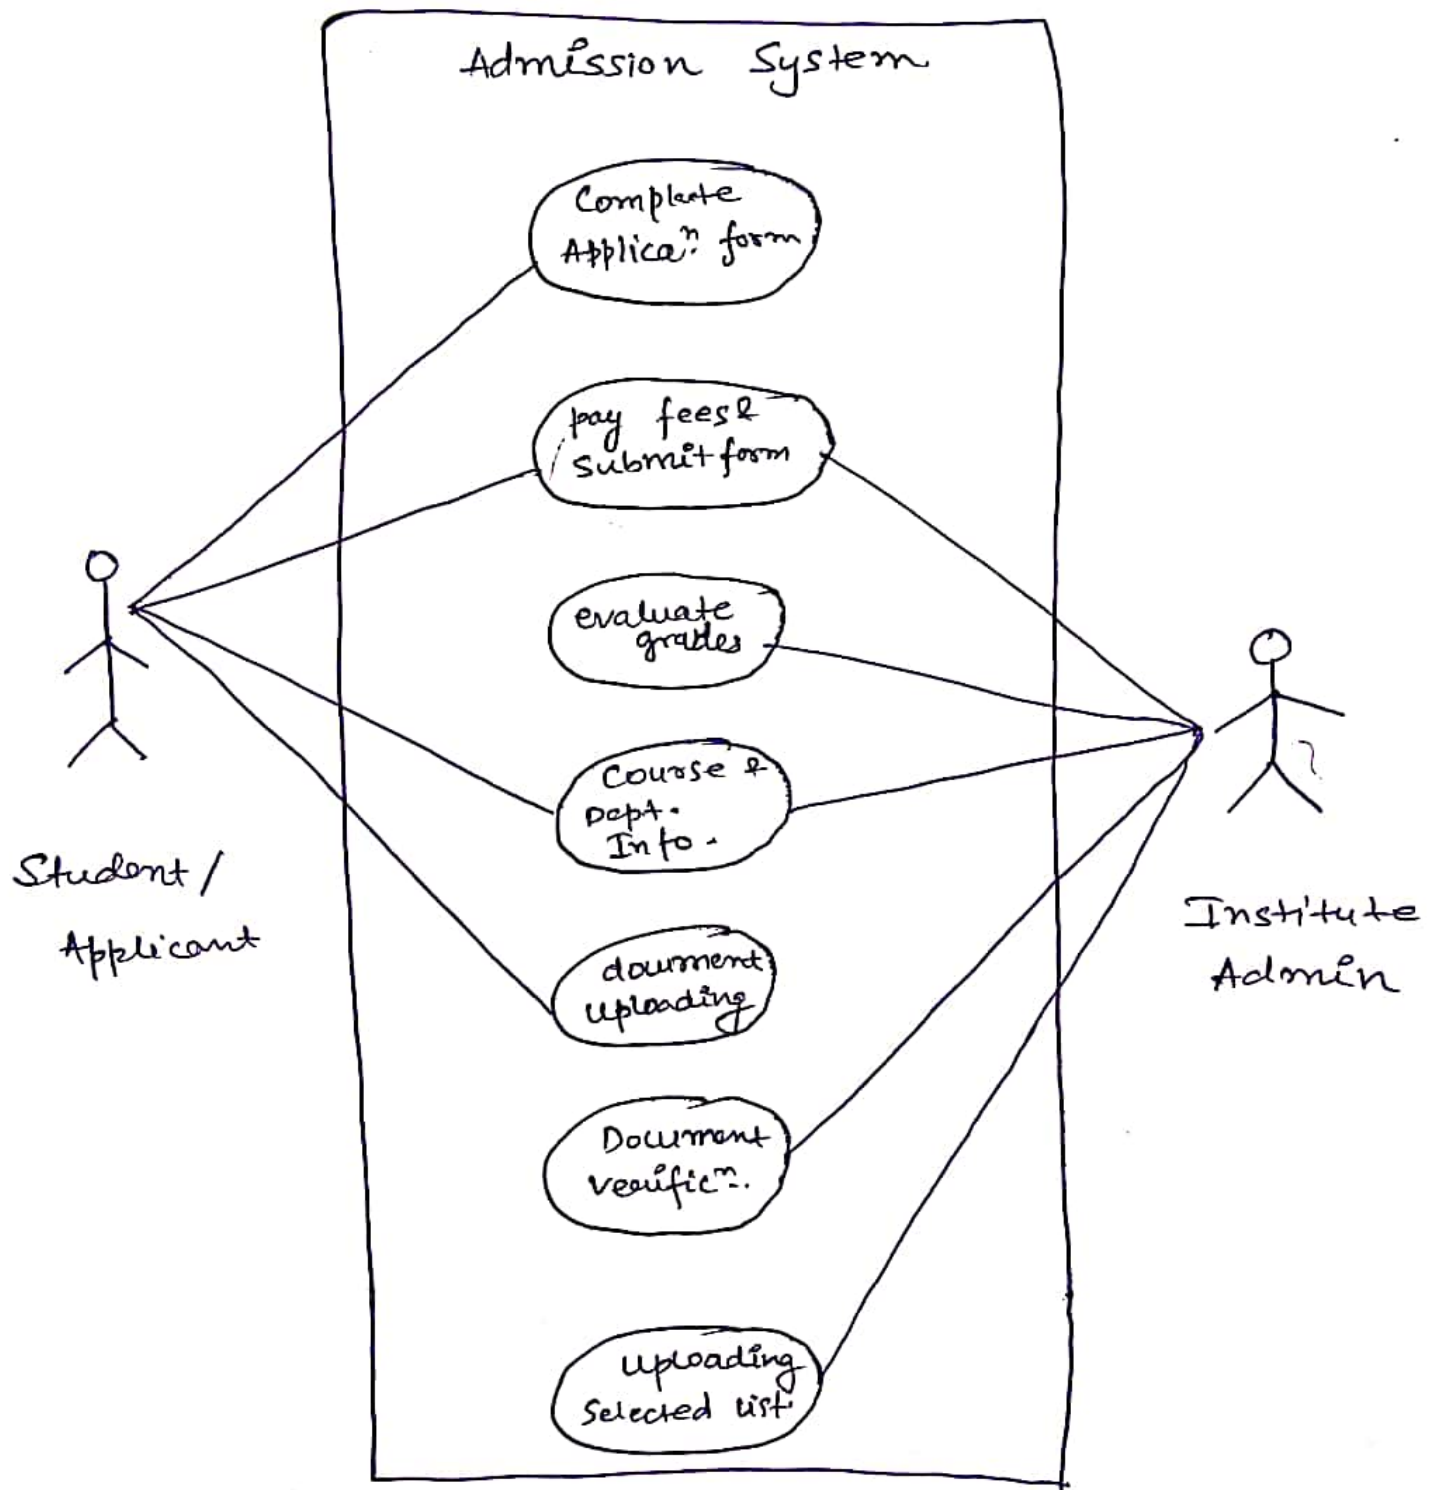 Admission System
Complete
Applicaⁿ. form
pay fees &
submit form
evaluate
grades
Course &
Dept.
Info.
Student/
Applicant
document
uploading
Institute
Admin
Document
verificⁿ.
uploading
Selected list